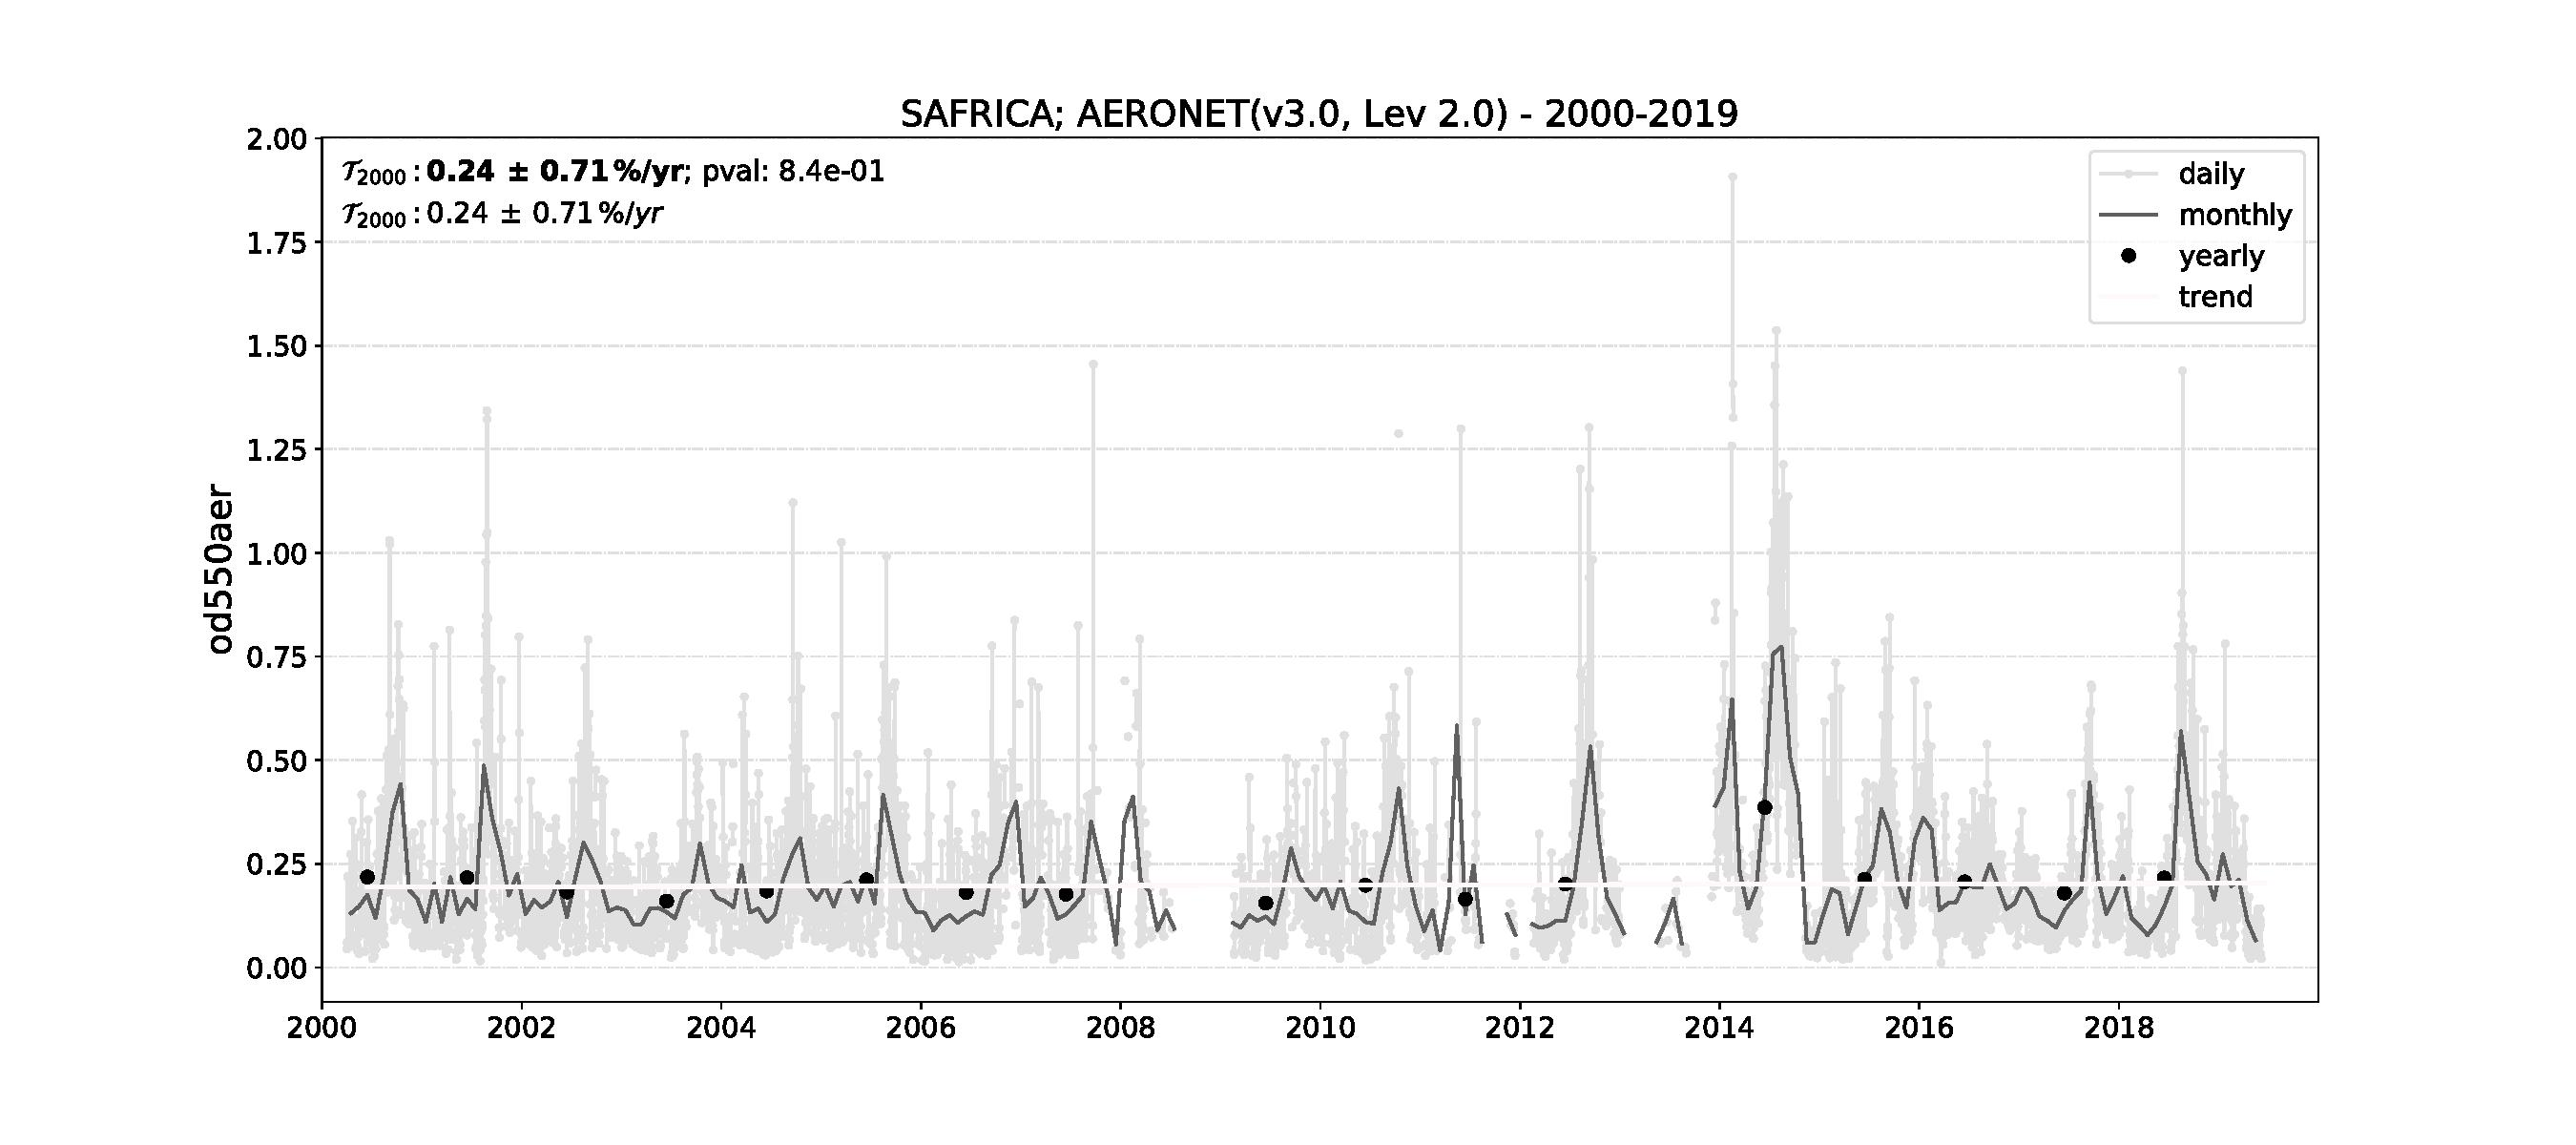 SAFRICA; AERONET(v3.0, Lev 2.0) - 2000-2019
𝒯2000 : 0.24 ± 0.71%/yr; pval: 8.4e-01
𝒯2000 : 0.24 ± 0.71%/yr
daily
monthly
yearly
trend
od550aer
2.00
1.75
1.50
1.25
1.00
0.75
0.50
0.25
0.00
2000 2002 2004 2006 2008 2010 2012 2014 2016 2018